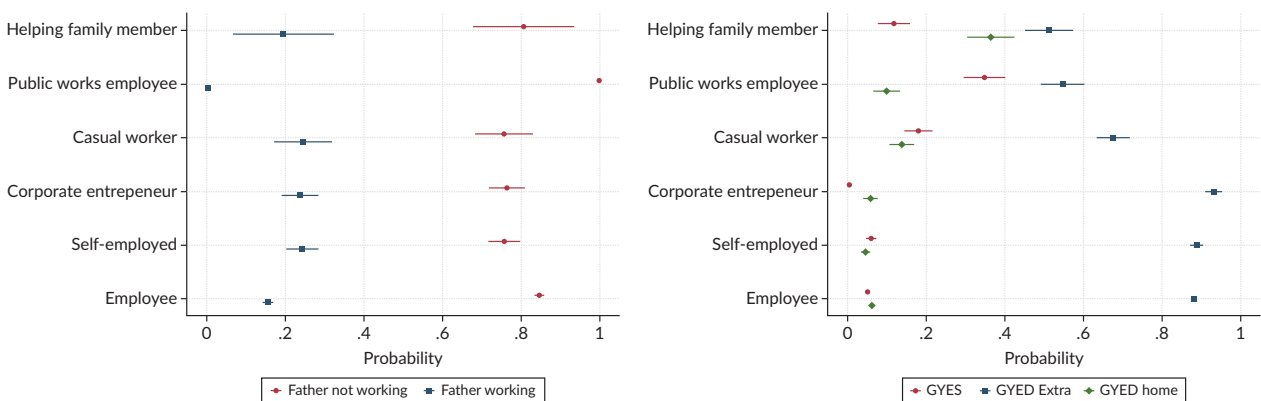 Helping family member
Public works employee
Casual worker
Corporate entrepeneur
Self-employed
Employee
0 .2 .4 .6 .8 1
Probability
Father not working Father working
Helping family member
Public works employee
Casual worker
Corporate entrepeneur
Self-employed
Employee
0 .2 .4 .6 .8 1
Probability
GYES GYED Extra GYED home